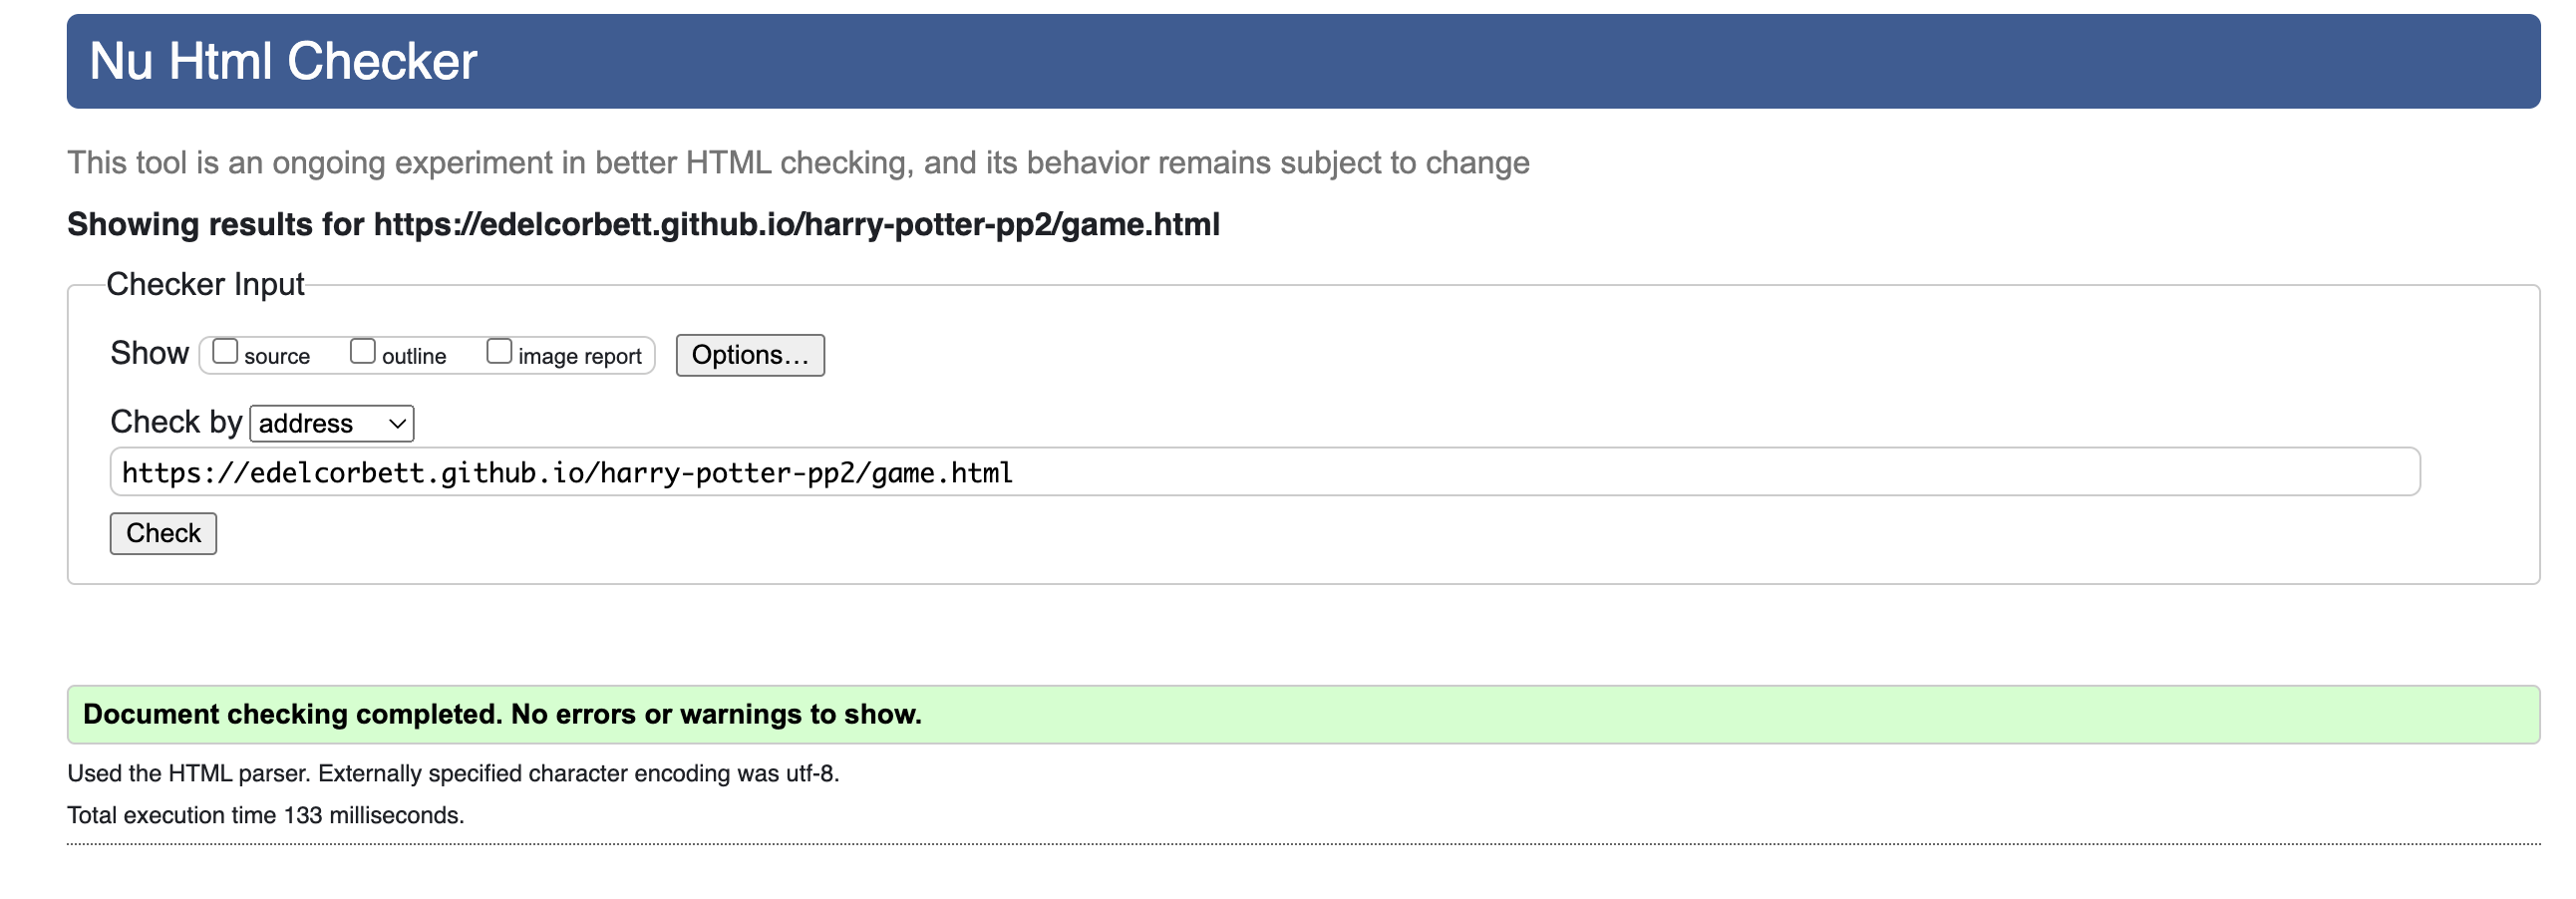 Nu Html Checker
This tool is an ongoing experiment in better HTML checking, and its behavior remains subject to change
Showing results for https://edelcorbett.github.io/harry-potter-pp2/game.html
Checker Input
Show source outline image report Options...
Check by address
https://edelcorbett.github.io/harry-potter-pp2/game.html
Check
Document checking completed. No errors or warnings to show.
Used the HTML parser. Externally specified character encoding was utf-8.
Total execution time 133 milliseconds.